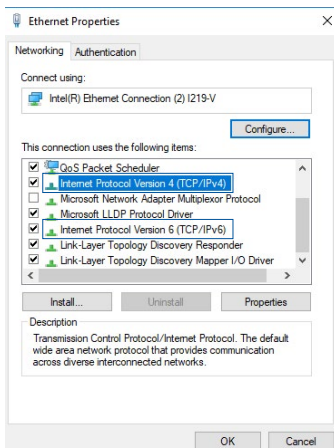 Ethernet Properties
Networking
Authentication
Connect using:
Intel(R) Ethernet Connection (2) I219-V
Configure...
This connection uses the following items:
QoS Packet Scheduler
Internet Protocol Version 4 (TCP/IPv4)
Microsoft Network Adapter Multiplexor Protocol
Microsoft LLDP Protocol Driver
Internet Protocol Version 6 (TCP/IPv6)
Link-Layer Topology Discovery Responder
Link-Layer Topology Discovery Mapper I/O Driver
Install...
Uninstall
Properties
Description
Transmission Control Protocol/Internet Protocol. The default
wide area network protocol that provides communication
across diverse interconnected networks.
OK
Cancel